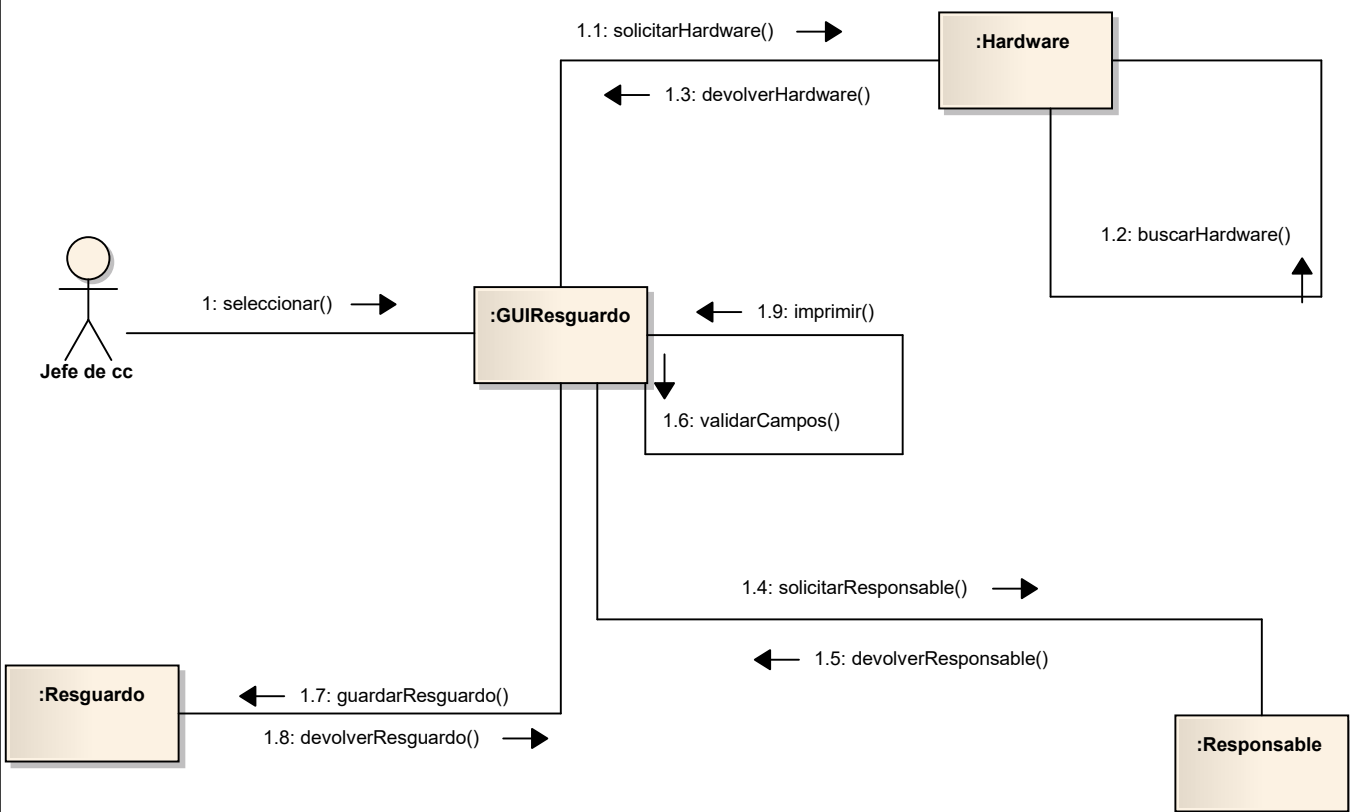 1.1: solicitarHardware()
:Hardware
1.3: devolverHardware()
1.2: buscarHardware()
1: seleccionar()
:GUIResguardo
1.9: imprimir()
Jefe de cc
1.6: validarCampos()
1.4: solicitarResponsable()
1.5: devolverResponsable()
:Resguardo
1.7: guardarResguardo()
1.8: devolverResguardo()
:Responsable